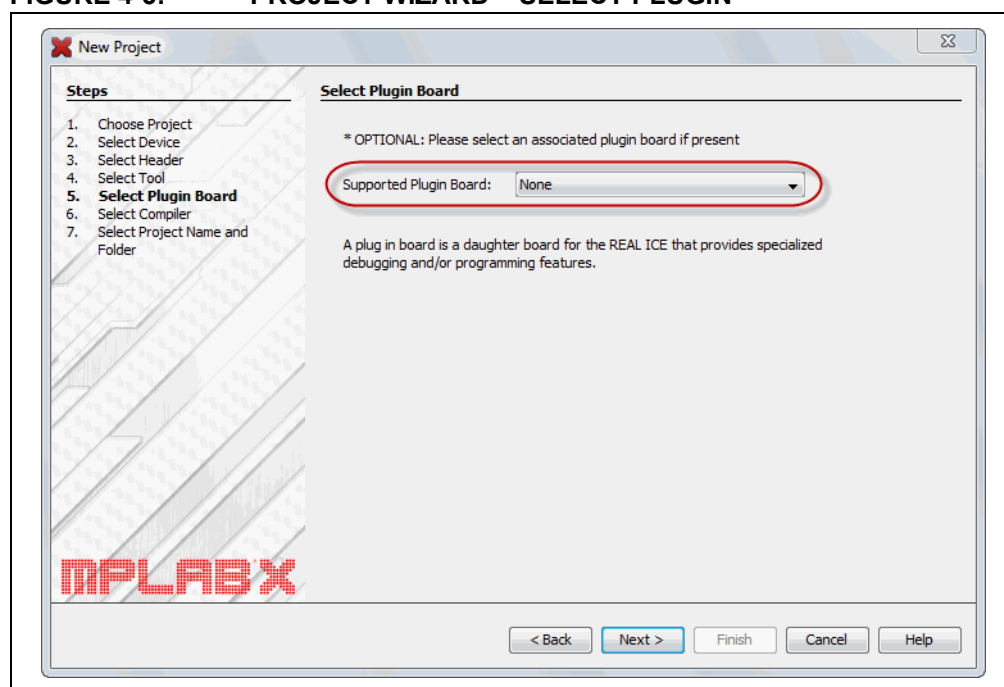 New Project
Steps
1. Choose Project
2. Select Device
3. Select Header
4. Select Tool
5. Select Plugin Board
6. Select Compiler
7. Select Project Name and
Folder
Select Plugin Board
* OPTIONAL: Please select an associated plugin board if present
Supported Plugin Board: None
A plug in board is a daughter board for the REAL ICE that provides specialized
debugging and/or programming features.
MPLAB X
< Back Next > Finish Cancel Help